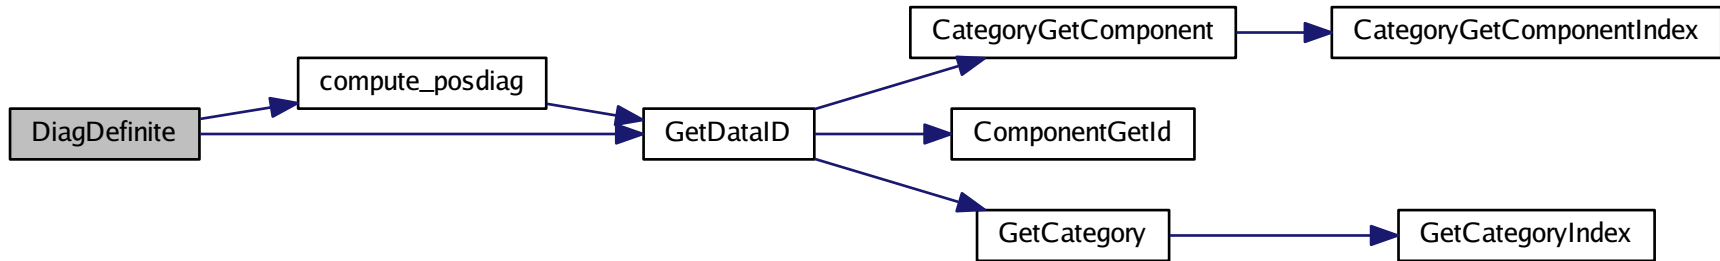 DiagDefinite
compute_posdiag
GetDataID
CategoryGetComponent
CategoryGetComponentIndex
ComponentGetId
GetCategory
GetCategoryIndex